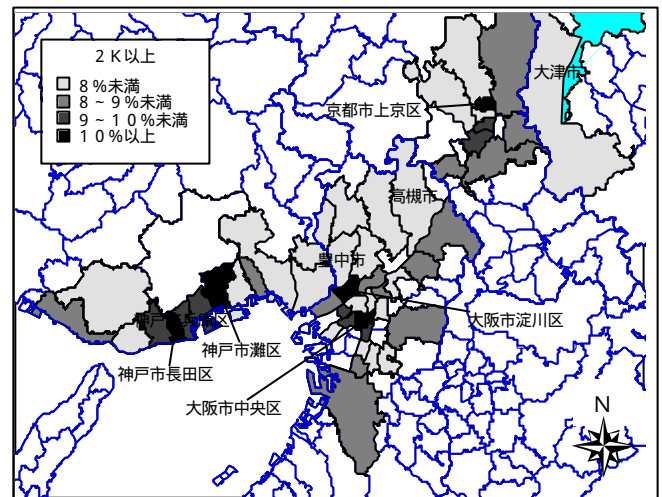 2K以上
8%未満
8~9%未満
9~10%未満
10%以上
大津市
京都市上京区
高槻市
豊中市
大阪市淀川区
神戸市灘区
神戸市長田区
大阪市中央区
N